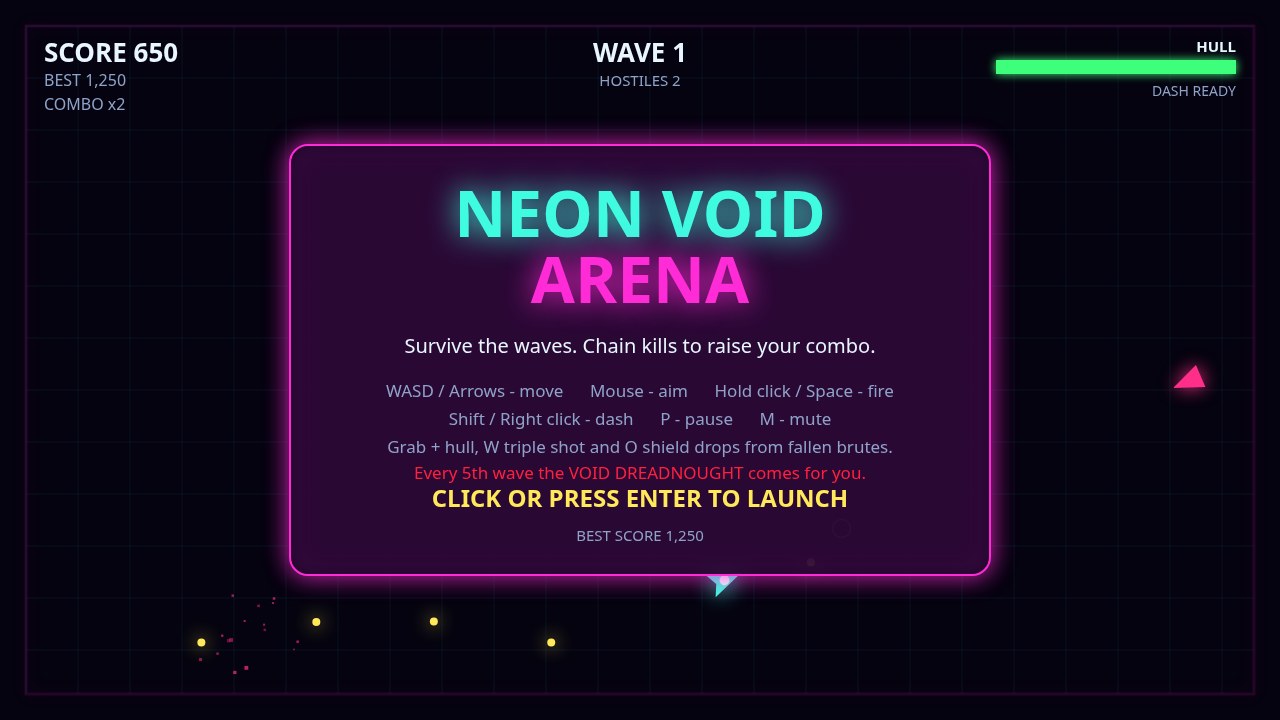 SCORE 650
BEST 1,250
COMBO x2
WAVE 1
HOSTILES 2
HULL
DASH READY
NEON VOID
ARENA
Survive the waves. Chain kills to raise your combo.
WASD / Arrows - move Mouse - aim Hold click / Space - fire
Shift / Right click - dash P - pause M - mute
Grab + hull, W triple shot and O shield drops from fallen brutes.
Every 5th wave the VOID DREADNOUGHT comes for you.
CLICK OR PRESS ENTER TO LAUNCH
BEST SCORE 1,250